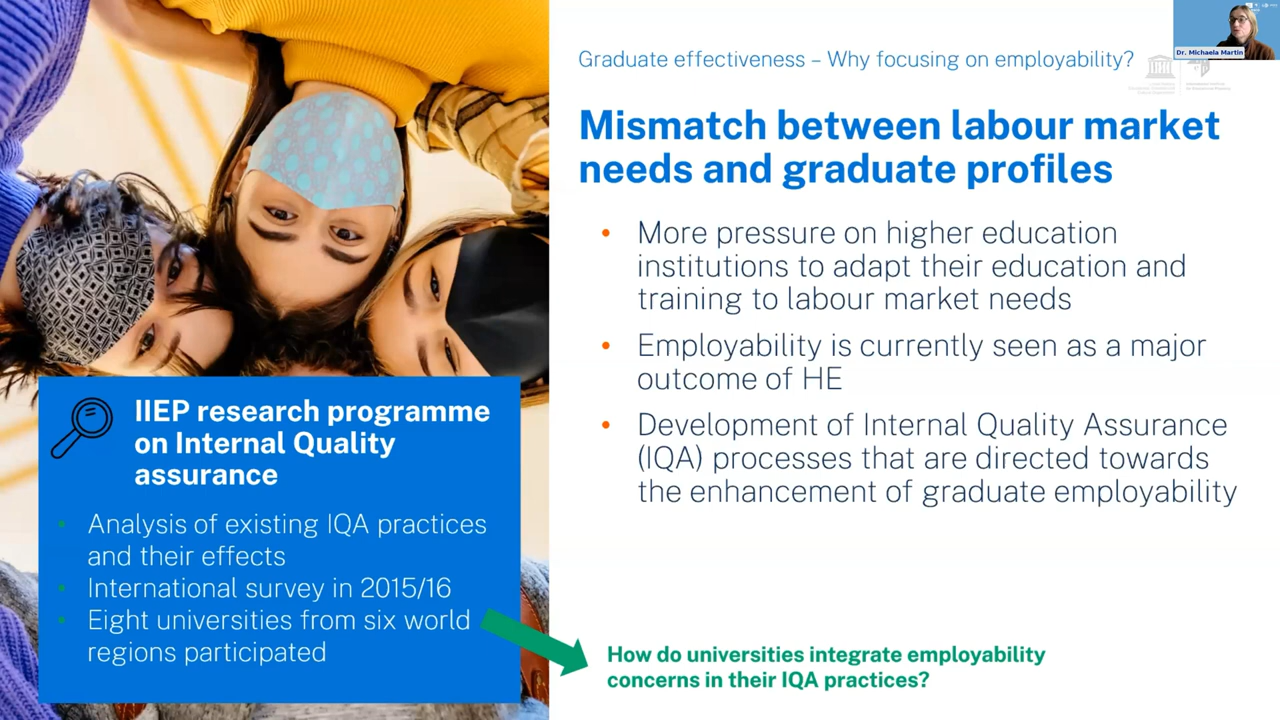 Dr. Michaela Martin
Graduate effectiveness – Why focusing on employability?
Mismatch between labour market
needs and graduate profiles
• More pressure on higher education
institutions to adapt their education and
training to labour market needs
• Employability is currently seen as a major
outcome of HE
• Development of Internal Quality Assurance
(IQA) processes that are directed towards
the enhancement of graduate employability
IIEP research programme
on Internal Quality
assurance
• Analysis of existing IQA practices
and their effects
• International survey in 2015/16
• Eight universities from six world
regions participated
How do universities integrate employability
concerns in their IQA practices?